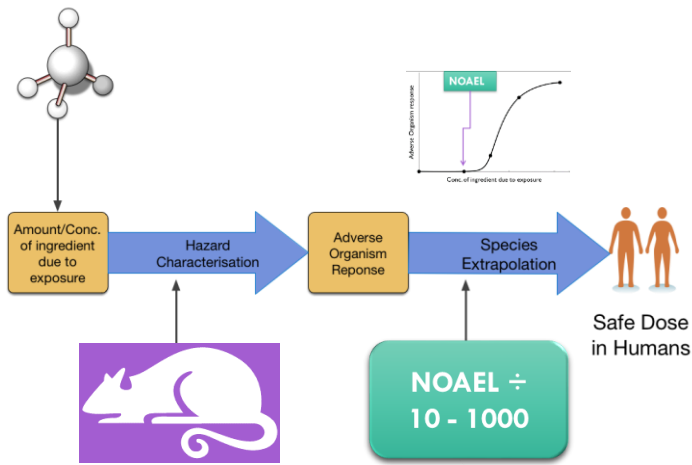 NOAEL
Adverse Organism response
Conc. of ingredient due to exposure
Amount/Conc.
of ingredient
due to
exposure
Hazard
Characterisation
Adverse
Organism
Reponse
Species
Extrapolation
Safe Dose
in Humans
NOAEL ÷
10 - 1000